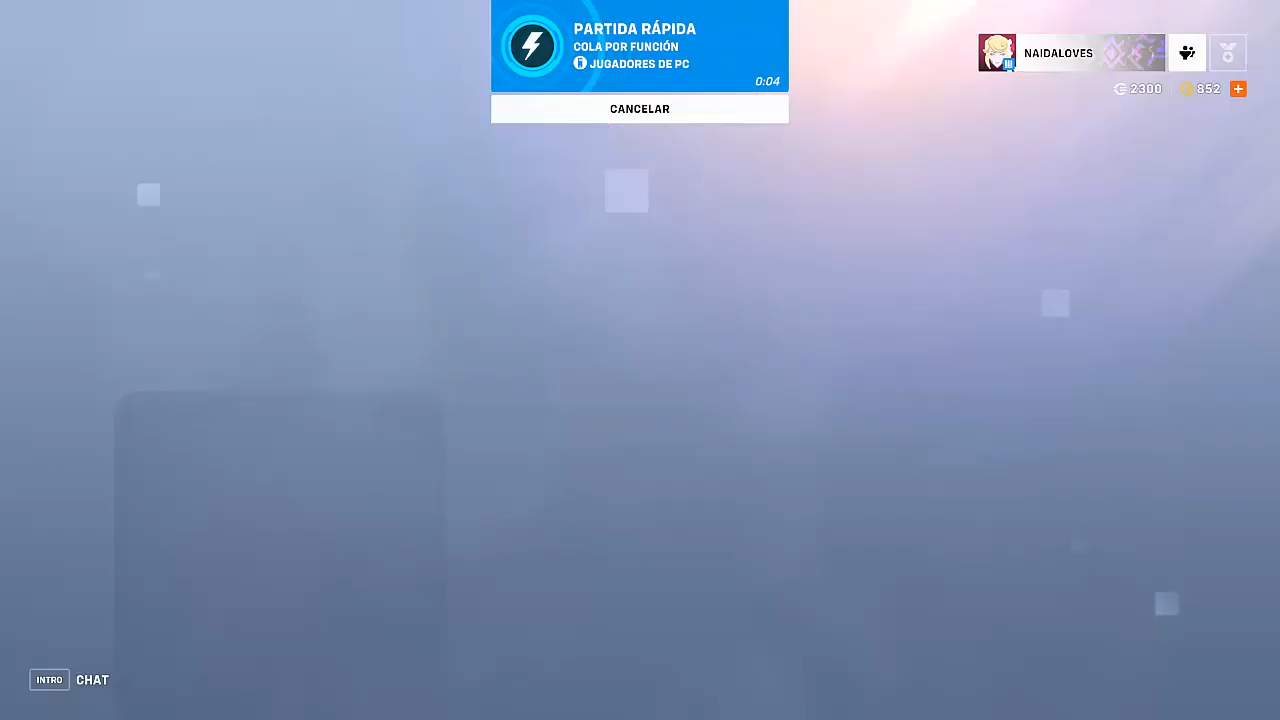 PARTIDA RÁPIDA
COLA POR FUNCIÓN
JUGADORES DE PC
0:04
CANCELAR
NAIDALOVES
2300 852 +
INTRO CHAT